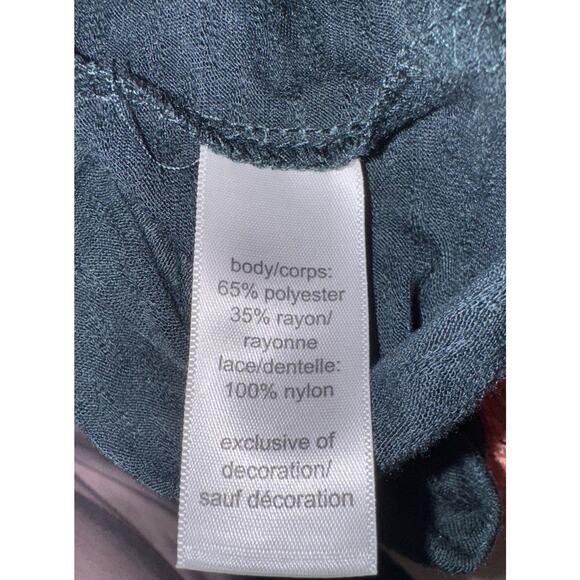 body/corps:
65% polyester
35% rayon/
rayonne
lace/dentelle:
100% nylon
exclusive of
decoration/
sauf décoration